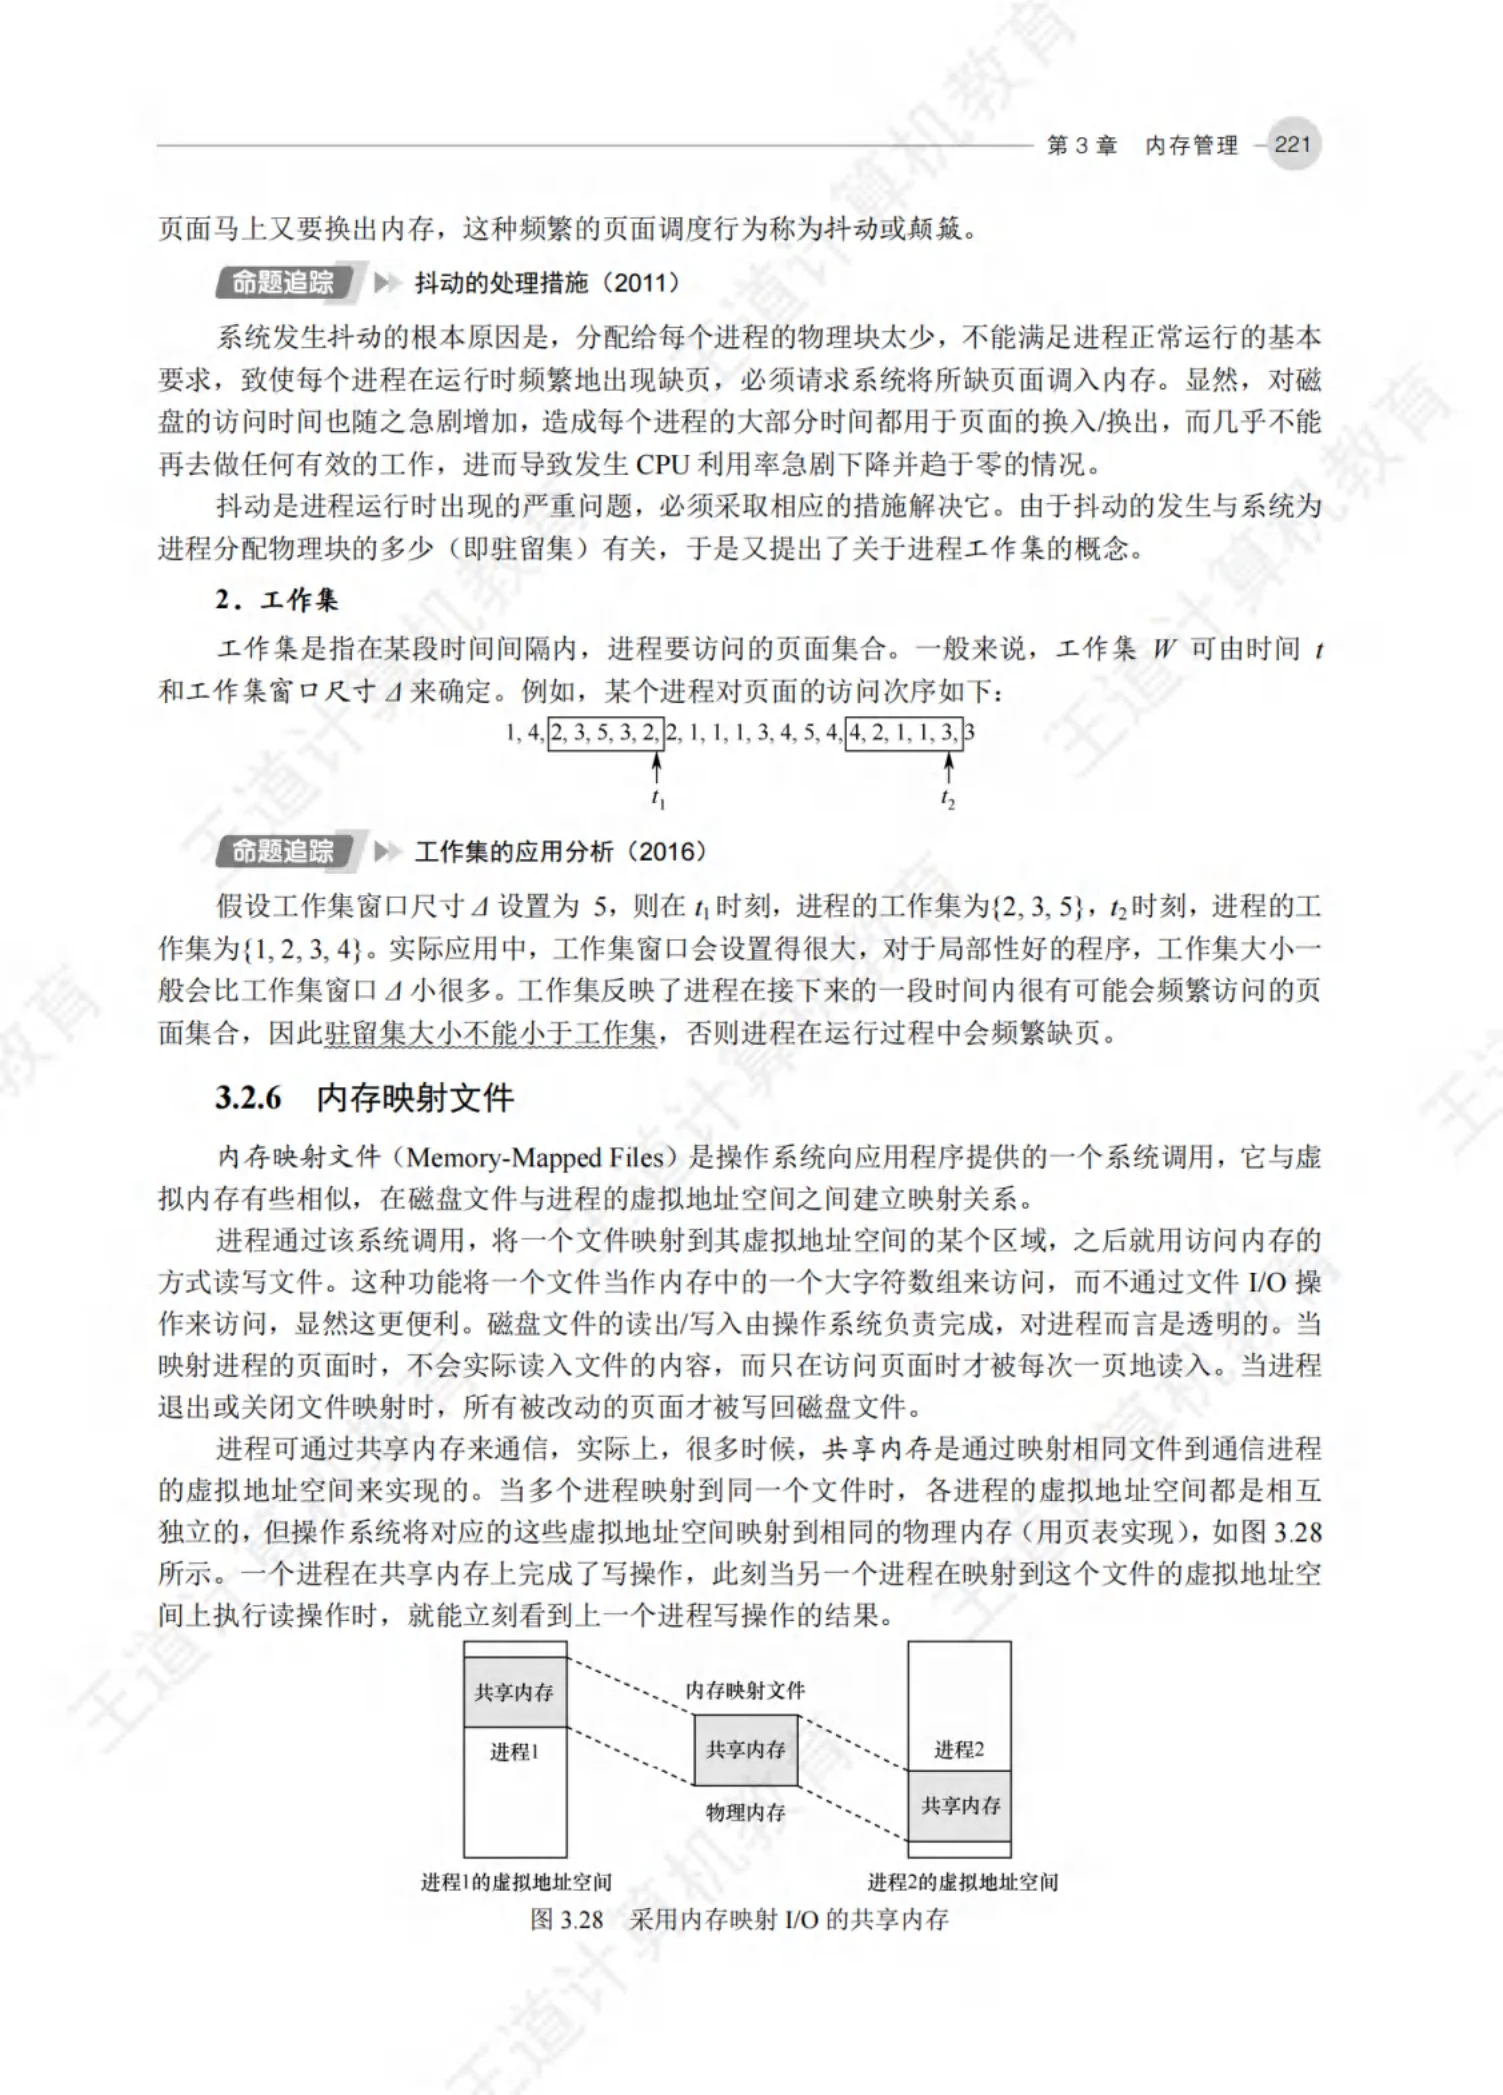 第 3 章 内存管理 221
页面马上又要换出内存，这种频繁的页面调度行为称为抖动或颠簸。
命题追踪 抖动的处理措施（2011）
系统发生抖动的根本原因是，分配给每个进程的物理块太少，不能满足进程正常运行的基本
要求，致使每个进程在运行时频繁地出现缺页，必须请求系统将所缺页面调入内存。显然，对磁
盘的访问时间也随之急剧增加，造成每个进程的大部分时间都用于页面的换入/换出，而几乎不能
再去做任何有效的工作，进而导致发生 CPU 利用率急剧下降并趋于零的情况。
抖动是进程运行时出现的严重问题，必须采取相应的措施解决它。由于抖动的发生与系统为
进程分配物理块的多少（即驻留集）有关，于是又提出了关于进程工作集的概念。
2．工作集
工作集是指在某段时间间隔内，进程要访问的页面集合。一般来说，工作集 W 可由时间 t
和工作集窗口尺寸 Δ 来确定。例如，某个进程对页面的访问次序如下：
1, 4, 2, 3, 5, 3, 2, 2, 1, 1, 1, 3, 4, 5, 4, 4, 2, 1, 1, 3, 3
t1 t2
命题追踪 工作集的应用分析（2016）
假设工作集窗口尺寸 Δ 设置为 5，则在 t1 时刻，进程的工作集为{2, 3, 5}，t2 时刻，进程的工
作集为{1, 2, 3, 4}。实际应用中，工作集窗口会设置得很大，对于局部性好的程序，工作集大小一
般会比工作集窗口 Δ 小很多。工作集反映了进程在接下来的一段时间内很有可能会频繁访问的页
面集合，因此驻留集大小不能小于工作集，否则进程在运行过程中会频繁缺页。
3.2.6 内存映射文件
内存映射文件（Memory-Mapped Files）是操作系统向应用程序提供的一个系统调用，它与虚
拟内存有些相似，在磁盘文件与进程的虚拟地址空间之间建立映射关系。
进程通过该系统调用，将一个文件映射到其虚拟地址空间的某个区域，之后就用访问内存的
方式读写文件。这种功能将一个文件当作内存中的一个大字符数组来访问，而不通过文件 I/O 操
作来访问，显然这更便利。磁盘文件的读出/写入由操作系统负责完成，对进程而言是透明的。当
映射进程的页面时，不会实际读入文件的内容，而只在访问页面时才被每次一页地读入。当进程
退出或关闭文件映射时，所有被改动的页面才被写回磁盘文件。
进程可通过共享内存来通信，实际上，很多时候，共享内存是通过映射相同文件到通信进程
的虚拟地址空间来实现的。当多个进程映射到同一个文件时，各进程的虚拟地址空间都是相互
独立的，但操作系统将对应的这些虚拟地址空间映射到相同的物理内存（用页表实现），如图 3.28
所示。一个进程在共享内存上完成了写操作，此刻当另一个进程在映射到这个文件的虚拟地址空
间上执行读操作时，就能立刻看到上一个进程写操作的结果。
共享内存
进程1
进程1的虚拟地址空间
内存映射文件
共享内存
物理内存
进程2
共享内存
进程2的虚拟地址空间
图 3.28 采用内存映射 I/O 的共享内存
王道计算机教育